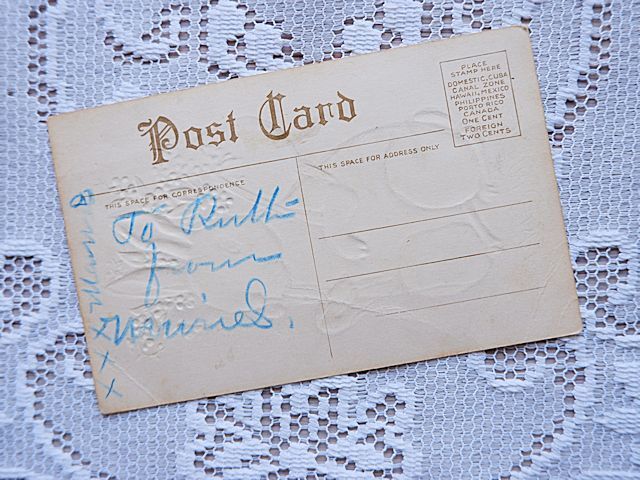 Post Card
PLACE
STAMP HERE
DOMESTIC, CUBA
CANAL ZONE
HAWAII, MEXICO
PHILIPPINES
PORTO RICO
CANADA
ONE CENT
FOREIGN
TWO CENTS
THIS SPACE FOR CORRESPONDENCE
THIS SPACE FOR ADDRESS ONLY
To Ruth
from
x x x